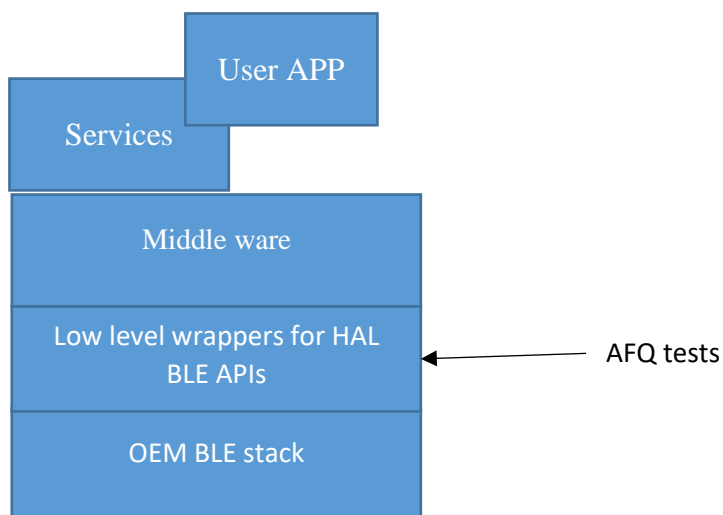 User APP
Services
Middle ware
Low level wrappers for HAL
BLE APIs
AFQ tests
OEM BLE stack